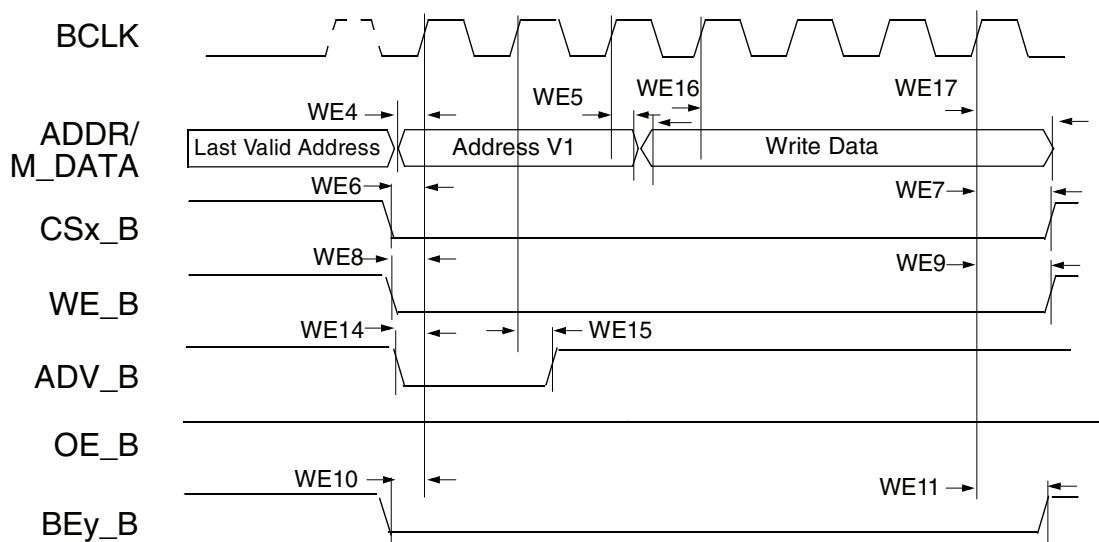 BCLK
WE4
WE5
WE16
WE17
ADDR/
M_DATA
Last Valid Address
Address V1
Write Data
WE6
WE7
CSx_B
WE8
WE9
WE_B
WE14
WE15
ADV_B
OE_B
WE10
WE11
BEy_B